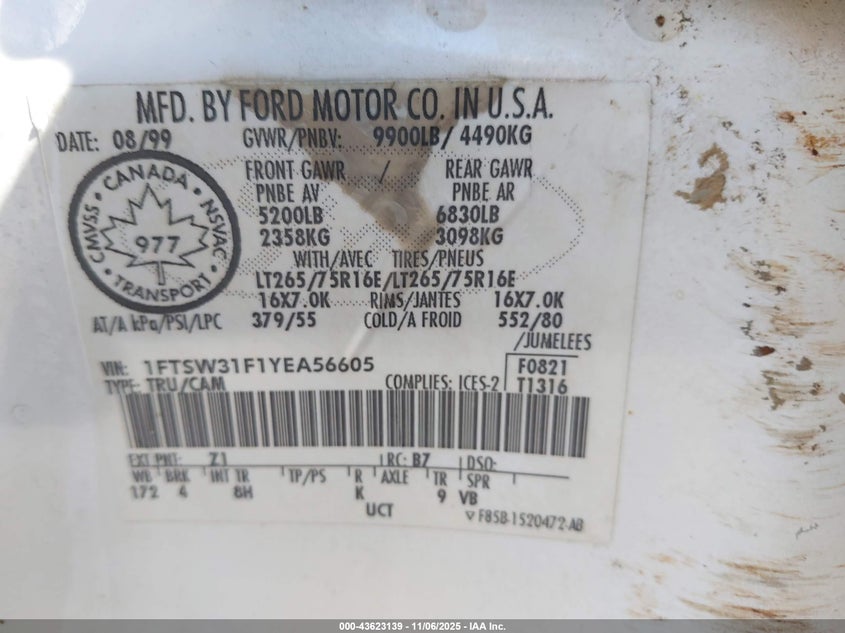 MFD. BY FORD MOTOR CO. IN U.S.A.
DATE: 08/99 GVWR/PNBV: 9900LB/ 4490KG
FRONT GAWR / REAR GAWR
PNBE AV PNBE AR
5200LB 6830LB
2358KG 3098KG
WITH/AVEC TIRES/PNEUS
LT265/75R16E/LT265/75R16E
16X7.0K RIMS/JANTES 16X7.0K
AT/A kPa/PSI/LPC 379/55 COLD/A FROID 552/80
/JUMELEES
CANADA
CMVSS NSVAC
977
TRANSPORT
VIN: 1FTSW31F1YEA56605 F0821
TYPE: TRU/CAM COMPLIES: ICES-2 T1316
EXT PNT: Z1 RC: B7 DSO:
WB BRK INT TR TP/PS R AXLE TR SPR
172 4 8H K 9 VB
UCT F85B-1520472-AB
000-43623139 - 11/06/2025 - IAA Inc.